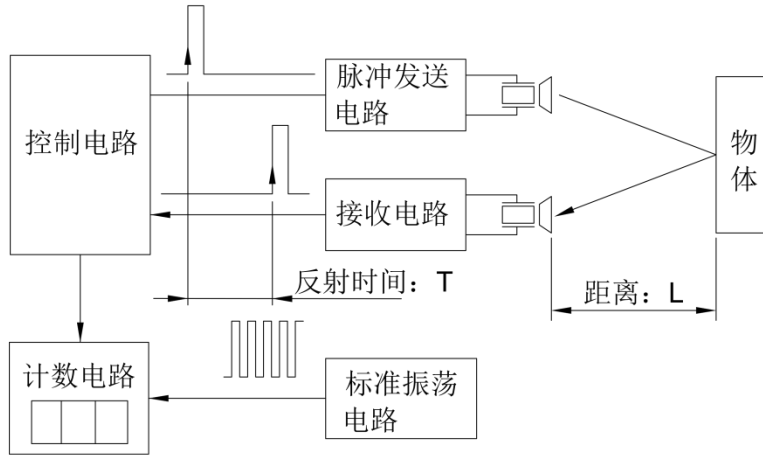 脉冲发送
电路
控制电路
物
体
接收电路
反射时间：T
距离：L
计数电路
标准振荡
电路